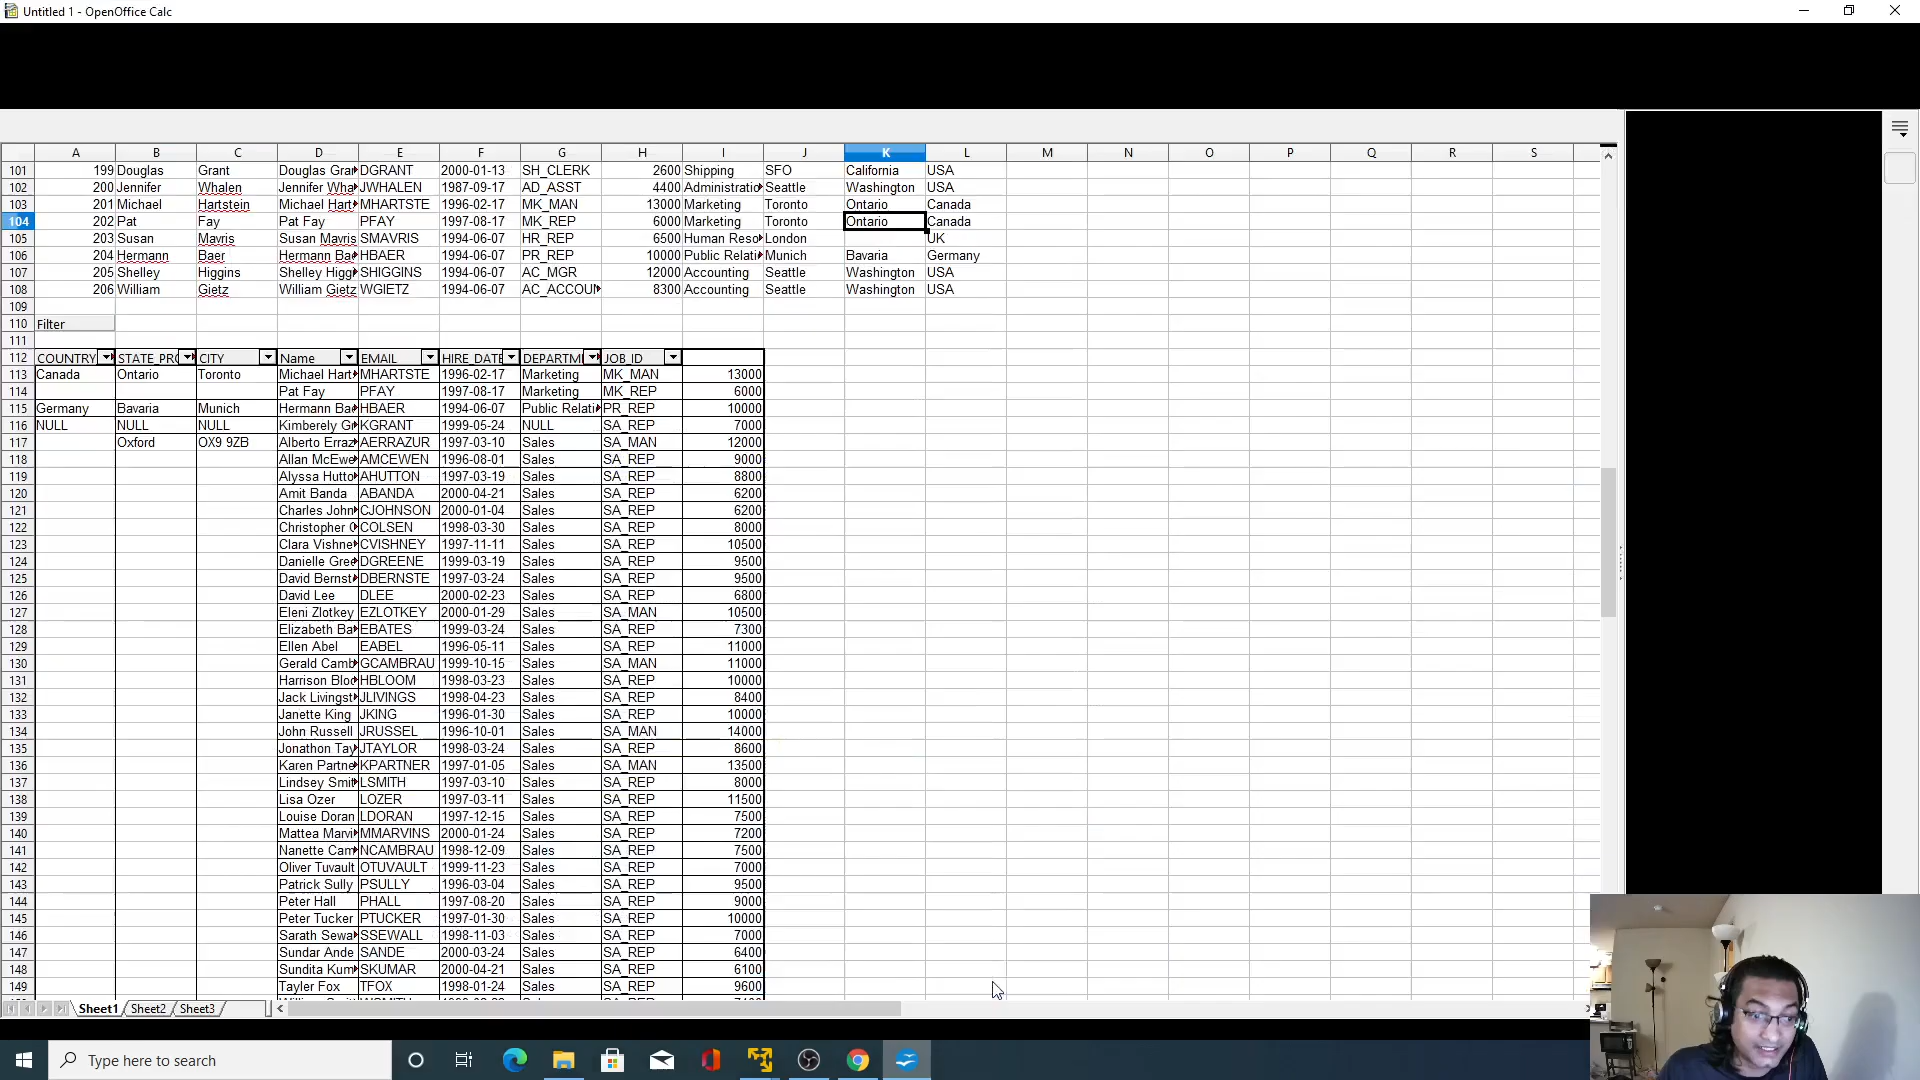 Untitled 1 - OpenOffice Calc
A B C D E F G H I J K L M N O P Q R S
101 199 Douglas Grant Douglas Gra DGRANT 2000-01-13 SH_CLERK 2600 Shipping SFO California USA
102 200 Jennifer Whalen Jennifer Wha JWHALEN 1987-09-17 AD_ASST 4400 Administratio Seattle Washington USA
103 201 Michael Hartstein Michael Hart MHARTSTE 1996-02-17 MK_MAN 13000 Marketing Toronto Ontario Canada
104 202 Pat Fay Pat Fay PFAY 1997-08-17 MK_REP 6000 Marketing Toronto Ontario Canada
105 203 Susan Mavris Susan Mavris SMAVRIS 1994-06-07 HR_REP 6500 Human Reso London UK
106 204 Hermann Baer Hermann Ba HBAER 1994-06-07 PR_REP 10000 Public Relati Munich Bavaria Germany
107 205 Shelley Higgins Shelley Higg SHIGGINS 1994-06-07 AC_MGR 12000 Accounting Seattle Washington USA
108 206 William Gietz William Gietz WGIETZ 1994-06-07 AC_ACCOU 8300 Accounting Seattle Washington USA
109
110 Filter
111
112 COUNTRY STATE_PRO CITY Name EMAIL HIRE_DATE DEPARTM JOB_ID
113 Canada Ontario Toronto Michael Hart MHARTSTE 1996-02-17 Marketing MK_MAN 13000
114 Pat Fay PFAY 1997-08-17 Marketing MK_REP 6000
115 Germany Bavaria Munich Hermann Ba HBAER 1994-06-07 Public Relati PR_REP 10000
116 NULL NULL NULL Kimberely Gr KGRANT 1999-05-24 NULL SA_REP 7000
117 Oxford OX9 9ZB Alberto Erraz AERRAZUR 1997-03-10 Sales SA_MAN 12000
118 Allan McEwe AMCEWEN 1996-08-01 Sales SA_REP 9000
119 Alyssa Hutto AHUTTON 1997-03-19 Sales SA_REP 8800
120 Amit Banda ABANDA 2000-04-21 Sales SA_REP 6200
121 Charles John CJOHNSON 2000-01-04 Sales SA_REP 6200
122 Christopher O COLSEN 1998-03-30 Sales SA_REP 8000
123 Clara Vishne CVISHNEY 1997-11-11 Sales SA_REP 10500
124 Danielle Gree DGREENE 1999-03-19 Sales SA_REP 9500
125 David Bernst DBERNSTE 1997-03-24 Sales SA_REP 9500
126 David Lee DLEE 2000-02-23 Sales SA_REP 6800
127 Eleni Zlotkey EZLOTKEY 2000-01-29 Sales SA_MAN 10500
128 Elizabeth Ba EBATES 1999-03-24 Sales SA_REP 7300
129 Ellen Abel EABEL 1996-05-11 Sales SA_REP 11000
130 Gerald Camb GCAMBRAU 1999-10-15 Sales SA_MAN 11000
131 Harrison Bloo HBLOOM 1998-03-23 Sales SA_REP 10000
132 Jack Livingst JLIVINGS 1998-04-23 Sales SA_REP 8400
133 Janette King JKING 1996-01-30 Sales SA_REP 10000
134 John Russell JRUSSEL 1996-10-01 Sales SA_MAN 14000
135 Jonathon Tay JTAYLOR 1998-03-24 Sales SA_REP 8600
136 Karen Partne KPARTNER 1997-01-05 Sales SA_MAN 13500
137 Lindsey Smit LSMITH 1997-03-10 Sales SA_REP 8000
138 Lisa Ozer LOZER 1997-03-11 Sales SA_REP 11500
139 Louise Doran LDORAN 1997-12-15 Sales SA_REP 7500
140 Mattea Marvi MMARVINS 2000-01-24 Sales SA_REP 7200
141 Nanette Cam NCAMBRAU 1998-12-09 Sales SA_REP 7500
142 Oliver Tuvault OTUVAULT 1999-11-23 Sales SA_REP 7000
143 Patrick Sully PSULLY 1996-03-04 Sales SA_REP 9500
144 Peter Hall PHALL 1997-08-20 Sales SA_REP 9000
145 Peter Tucker PTUCKER 1997-01-30 Sales SA_REP 10000
146 Sarath Sewa SSEWALL 1998-11-03 Sales SA_REP 7000
147 Sundar Ande SANDE 2000-03-24 Sales SA_REP 6400
148 Sundita Kum SKUMAR 2000-04-21 Sales SA_REP 6100
149 Tayler Fox TFOX 1998-01-24 Sales SA_REP 9600
Sheet1 Sheet2 Sheet3
Type here to search